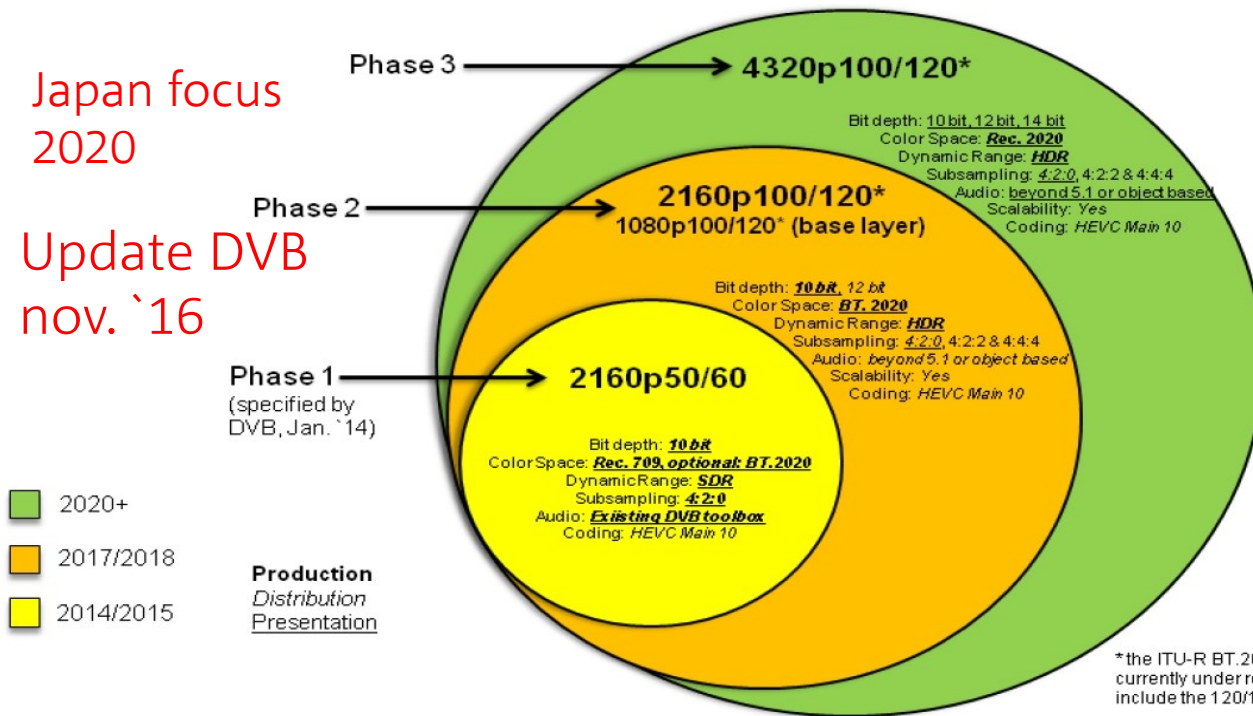 Japan focus
2020
Update DVB
nov. `16
Phase 3
4320p100/120*
Bit depth: 10 bit, 12 bit, 14 bit
Color Space: Rec. 2020
Dynamic Range: HDR
Subsampling: 4:2:0, 4:2:2 & 4:4:4
Audio: beyond 5.1 or object based
Scalability: Yes
Coding: HEVC Main 10
Phase 2
2160p100/120*
1080p100/120* (base layer)
Bit depth: 10 bit, 12 bit
Color Space: BT. 2020
Dynamic Range: HDR
Subsampling: 4:2:0, 4:2:2 & 4:4:4
Audio: beyond 5.1 or object based
Scalability: Yes
Coding: HEVC Main 10
Phase 1
(specified by
DVB, Jan. `14)
2160p50/60
Bit depth: 10 bit
Color Space: Rec. 709, optional: BT.2020
Dynamic Range: SDR
Subsampling: 4:2:0
Audio: Exiisting DVB toolbox
Coding: HEVC Main 10
2020+
2017/2018
2014/2015
Production
Distribution
Presentation
*the ITU-R
currently under
include the